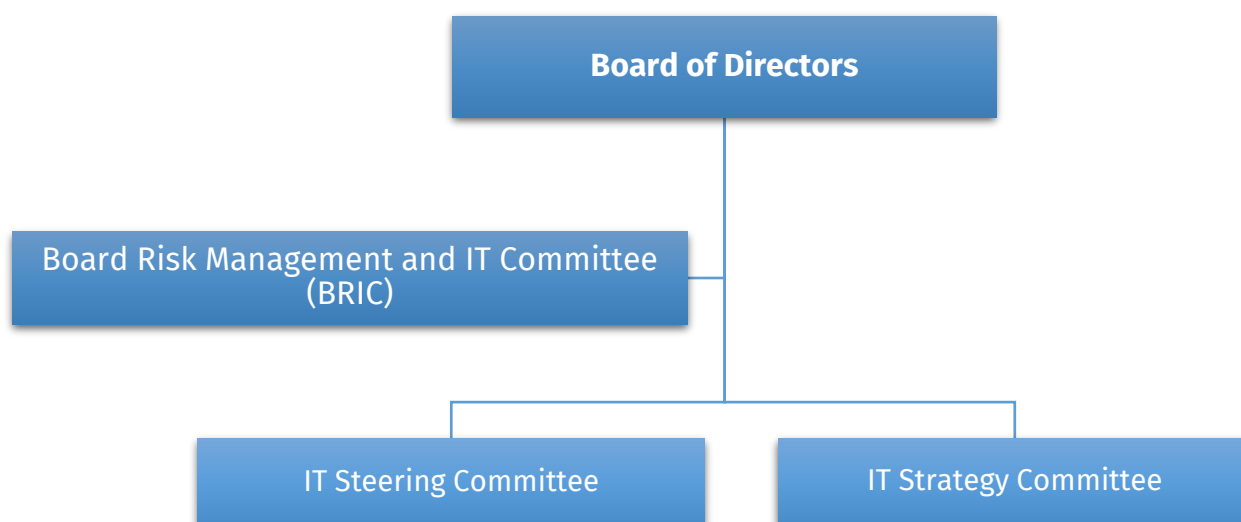 Board of Directors
Board Risk Management and IT Committee
(BRIC)
IT Steering Committee
IT Strategy Committee